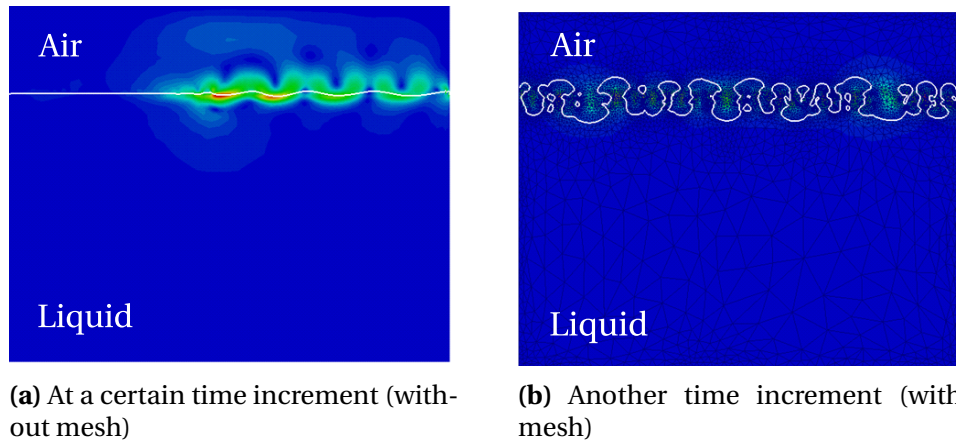 Air
Liquid
(a) At a certain time increment (with-
out mesh)
Air
Liquid
(b) Another time increment (with
mesh)